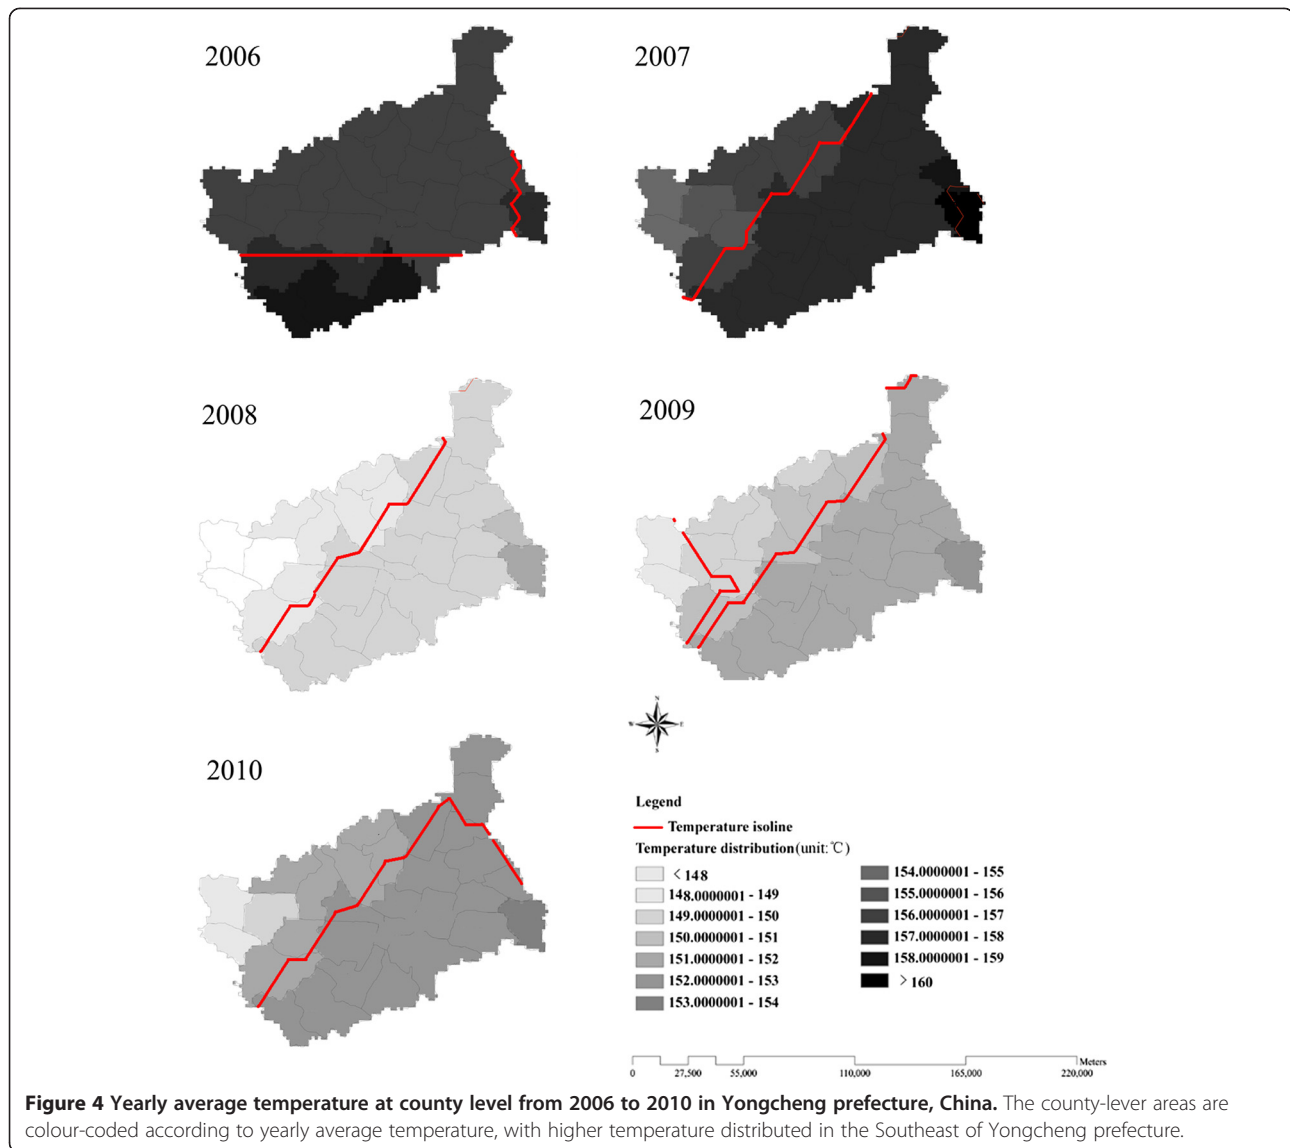 2006
2007
2008
2009
2010
N
W E
S
Legend
Temperature isoline
Temperature distribution(unit:℃)
<148
148.0000001 - 149
149.0000001 - 150
150.0000001 - 151
151.0000001 - 152
152.0000001 - 153
153.0000001 - 154
154.0000001 - 155
155.0000001 - 156
156.0000001 - 157
157.0000001 - 158
158.0000001 - 159
>160
Meters
0 27,500 55,000 110,000 165,000 220,000
Figure 4 Yearly average temperature at county level from 2006 to 2010 in Yongcheng prefecture, China. The county-lever areas are
colour-coded according to yearly average temperature, with higher temperature distributed in the Southeast of Yongcheng prefecture.